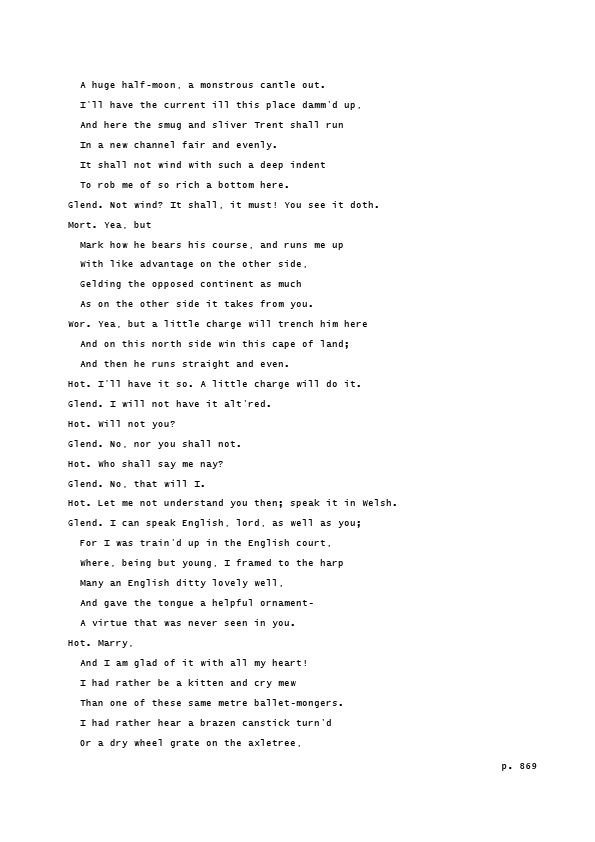 A huge half-moon, a monstrous cantle out.
I'll have the current ill this place damm'd up,
And here the smug and sliver Trent shall run
In a new channel fair and evenly.
It shall not wind with such a deep indent
To rob me of so rich a bottom here.
Glend. Not wind? It shall, it must! You see it doth.
Mort. Yea, but
Mark how he bears his course, and runs me up
With like advantage on the other side,
Gelding the opposed continent as much
As on the other side it takes from you.
Wor. Yea, but a little charge will trench him here
And on this north side win this cape of land;
And then he runs straight and even.
Hot. I'll have it so. A little charge will do it.
Glend. I will not have it alt'red.
Hot. Will not you?
Glend. No, nor you shall not.
Hot. Who shall say me nay?
Glend. No, that will I.
Hot. Let me not understand you then; speak it in Welsh.
Glend. I can speak English, lord, as well as you;
For I was train'd up in the English court,
Where, being but young, I framed to the harp
Many an English ditty lovely well,
And gave the tongue a helpful ornament-
A virtue that was never seen in you.
Hot. Marry,
And I am glad of it with all my heart!
I had rather be a kitten and cry mew
Than one of these same metre ballet-mongers.
I had rather hear a brazen canstick turn'd
Or a dry wheel grate on the axletree,
p. 869